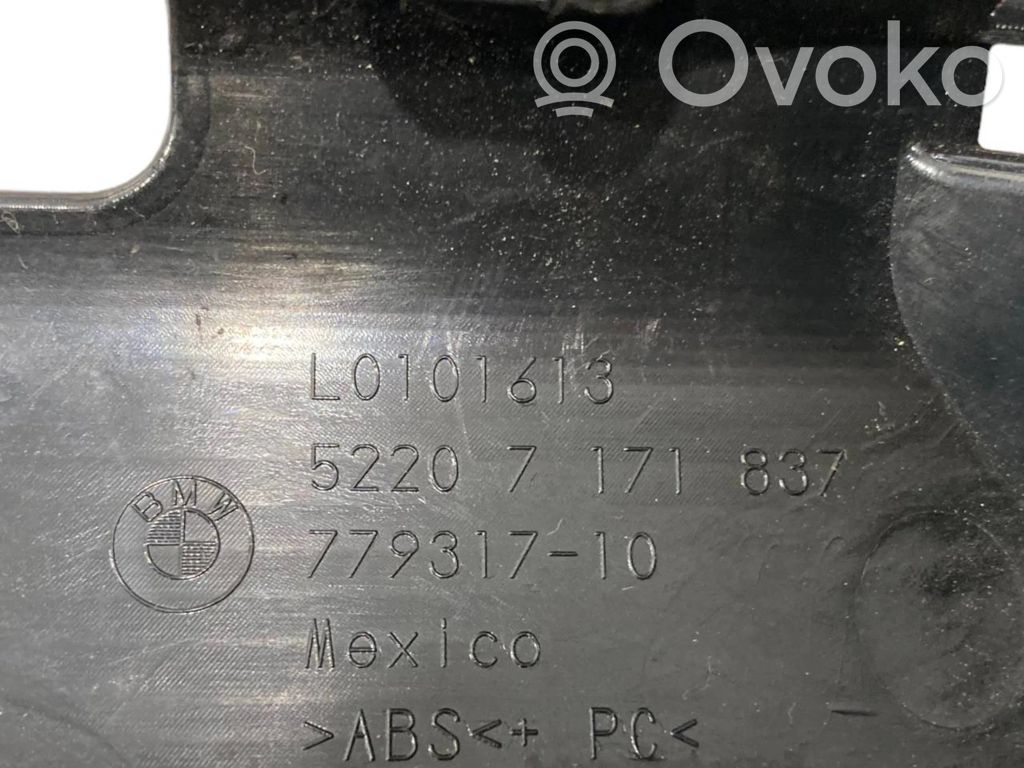 Ovoko
L0101613
5220 7 171 837
BMW
779317-10
Mexico
>ABS<+ PC<